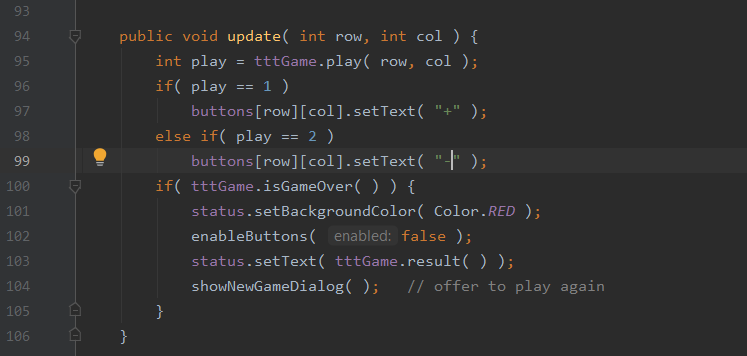 93
94 public void update( int row, int col ) {
95 int play = tttGame.play( row, col );
96 if( play == 1 )
97 buttons[row][col].setText( "+" );
98 else if( play == 2 )
99 buttons[row][col].setText( "-" );
100 if( tttGame.isGameOver( ) ) {
101 status.setBackgroundColor( Color.RED );
102 enableButtons( enabled: false );
103 status.setText( tttGame.result( ) );
104 showNewGameDialog( ); // offer to play again
105 }
106 }